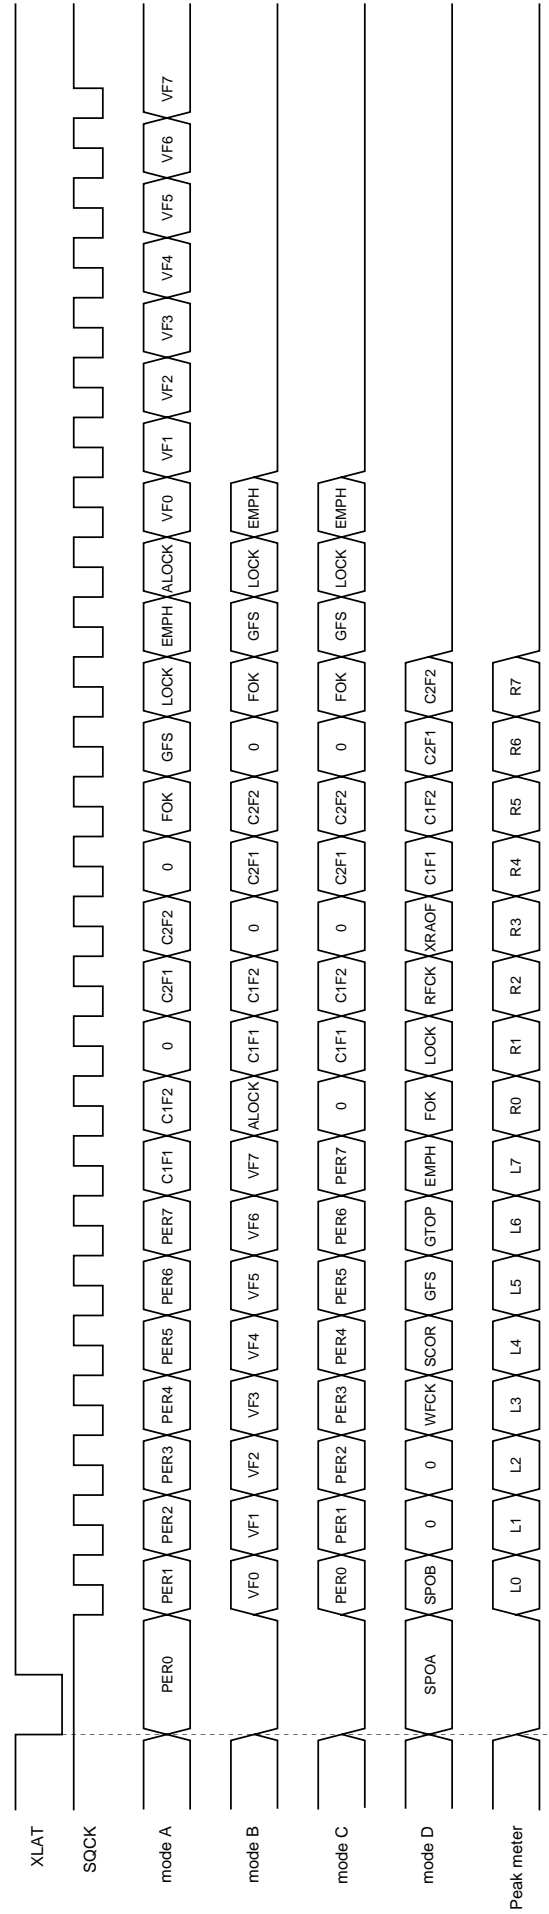 XLAT
SQCK
mode A PER0 PER1 PER2 PER3 PER4 PER5 PER6 PER7 C1F1 C1F2 0 C2F1 C2F2 0 FOK GFS LOCK EMPH ALOCK VF0 VF1 VF2 VF3 VF4 VF5 VF6 VF7
mode B VF0 VF1 VF2 VF3 VF4 VF5 VF6 VF7 ALOCK C1F1 C1F2 0 C2F1 C2F2 0 FOK GFS LOCK EMPH
mode C PER0 PER1 PER2 PER3 PER4 PER5 PER6 PER7 0 C1F1 C1F2 0 C2F1 C2F2 0 FOK GFS LOCK EMPH
mode D SPOA SPOB 0 0 WFCK SCOR GFS GTOP EMPH FOK LOCK RFCK XRAOF C1F1 C1F2 C2F1 C2F2
Peak meter L0 L1 L2 L3 L4 L5 L6 L7 R0 R1 R2 R3 R4 R5 R6 R7